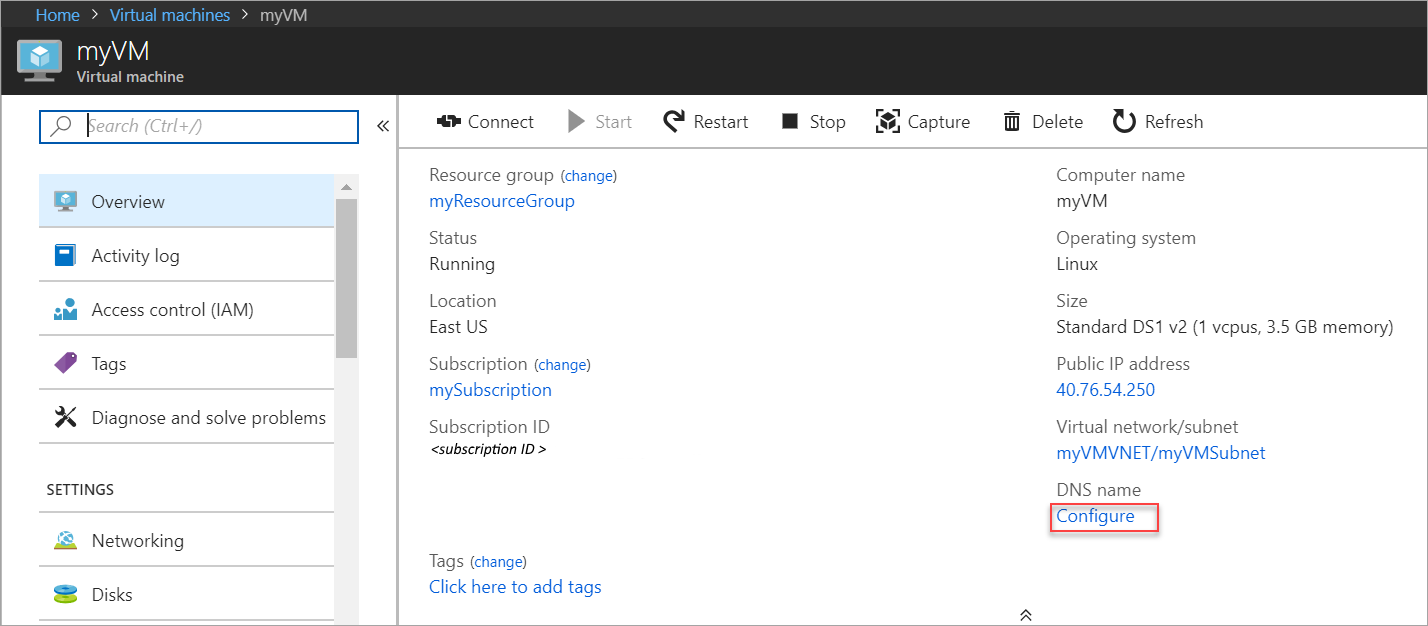 Home > Virtual machines > myVM
myVM
Virtual machine
Search (Ctrl+/)
«
Overview
Activity log
Access control (IAM)
Tags
Diagnose and solve problems
SETTINGS
Networking
Disks
Connect Start Restart Stop Capture Delete Refresh
Resource group (change)
myResourceGroup
Status
Running
Location
East US
Subscription (change)
mySubscription
Subscription ID
<subscription ID >
Computer name
myVM
Operating system
Linux
Size
Standard DS1 v2 (1 vcpus, 3.5 GB memory)
Public IP address
40.76.54.250
Virtual network/subnet
myVMVNET/myVMSubnet
DNS name
Configure
Tags (change)
Click here to add tags